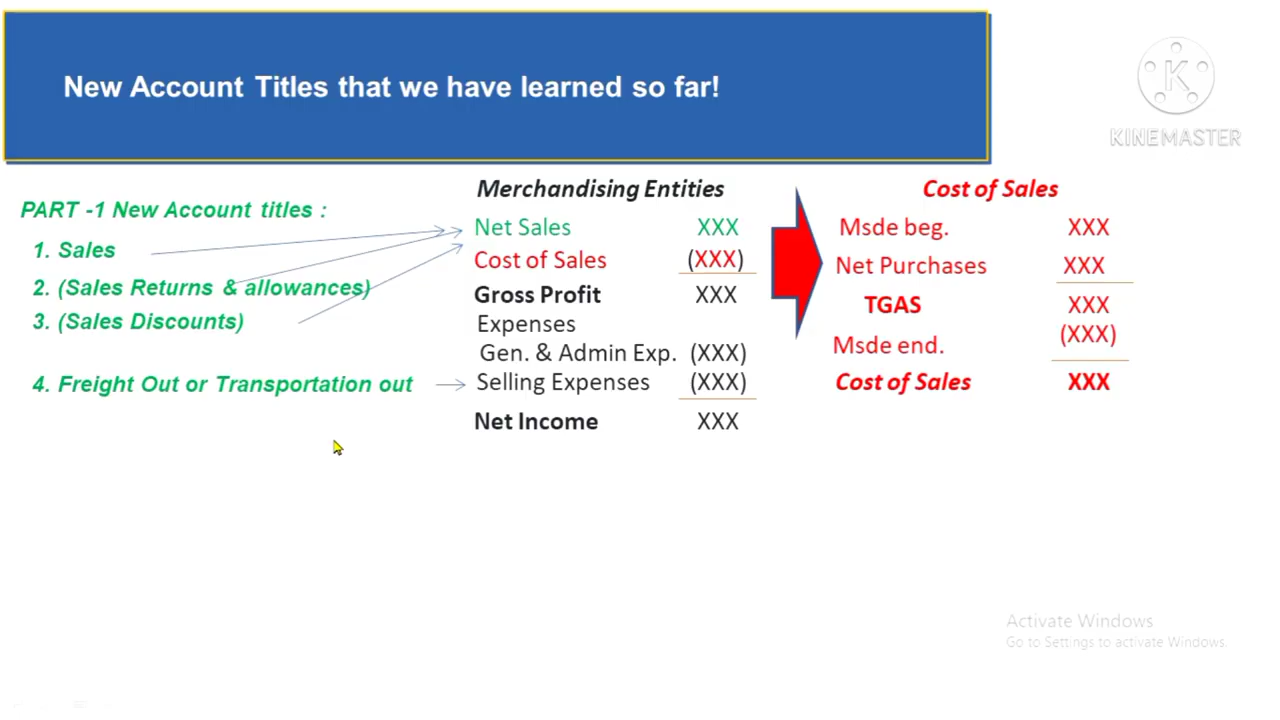 New Account Titles that we have learned so far!
KINEMASTER
PART -1 New Account titles :
1. Sales
2. (Sales Returns & allowances)
3. (Sales Discounts)
4. Freight Out or Transportation out
Merchandising Entities
Net Sales XXX
Cost of Sales (XXX)
Gross Profit XXX
Expenses
Gen. & Admin Exp. (XXX)
Selling Expenses (XXX)
Net Income XXX
Cost of Sales
Msde beg. XXX
Net Purchases XXX
TGAS XXX
Msde end. (XXX)
Cost of Sales XXX
Activate Windows
Go to Settings to activate Windows.